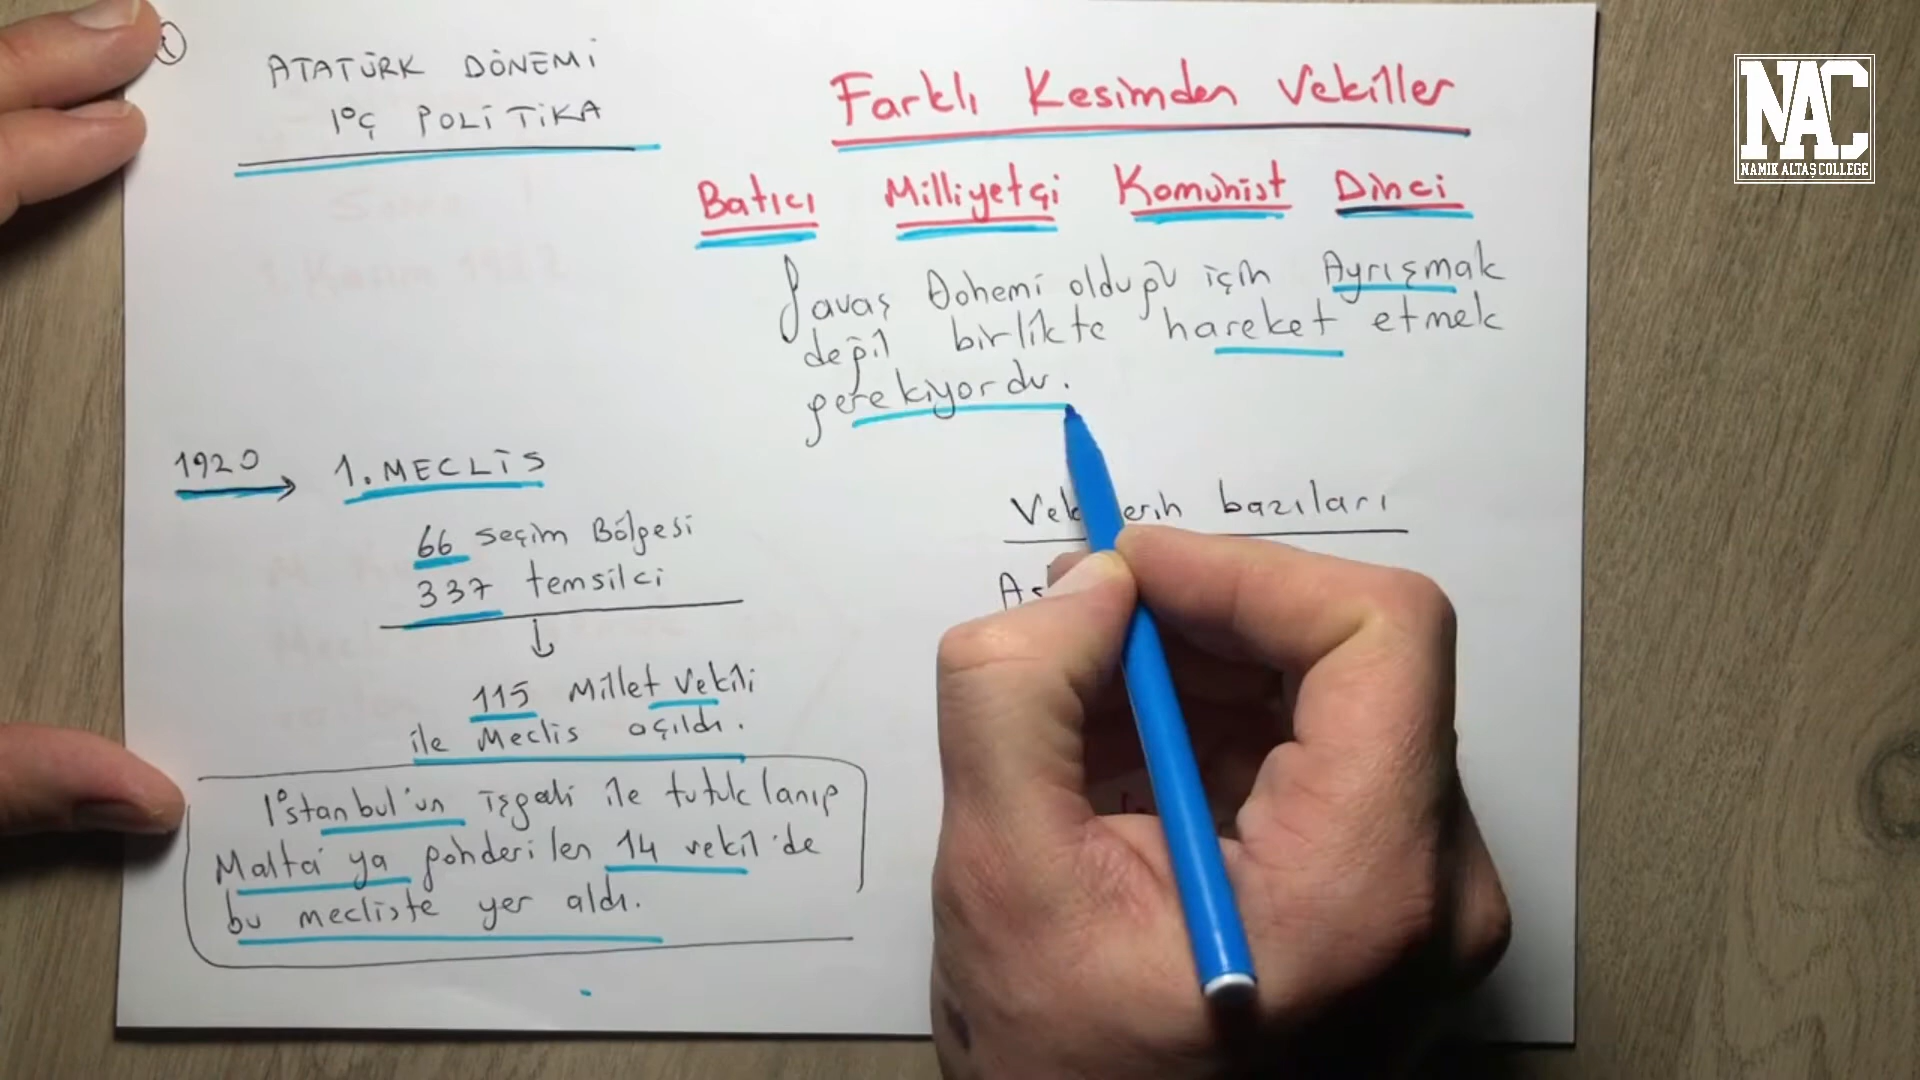 ATATÜRK DÖNEMİ
İÇ POLİTİKA
1920 → 1. MECLİS
66 Seçim Bölgesi
337 temsilci
115 Millet Vekili
ile Meclis açıldı.
İstanbul'un işgali ile tutuklanıp
Malta'ya gönderilen 14 vekil'de
bu mecliste yer aldı.
Farklı Kesimden Vekiller
Batıcı Milliyetçi Komünist Dinci
Savaş Dönemi olduğu için Ayrışmak
değil birlikte hareket etmek
gerekiyordu.
bazıları
NAC
NAMIK ALTAŞ COLLEGE